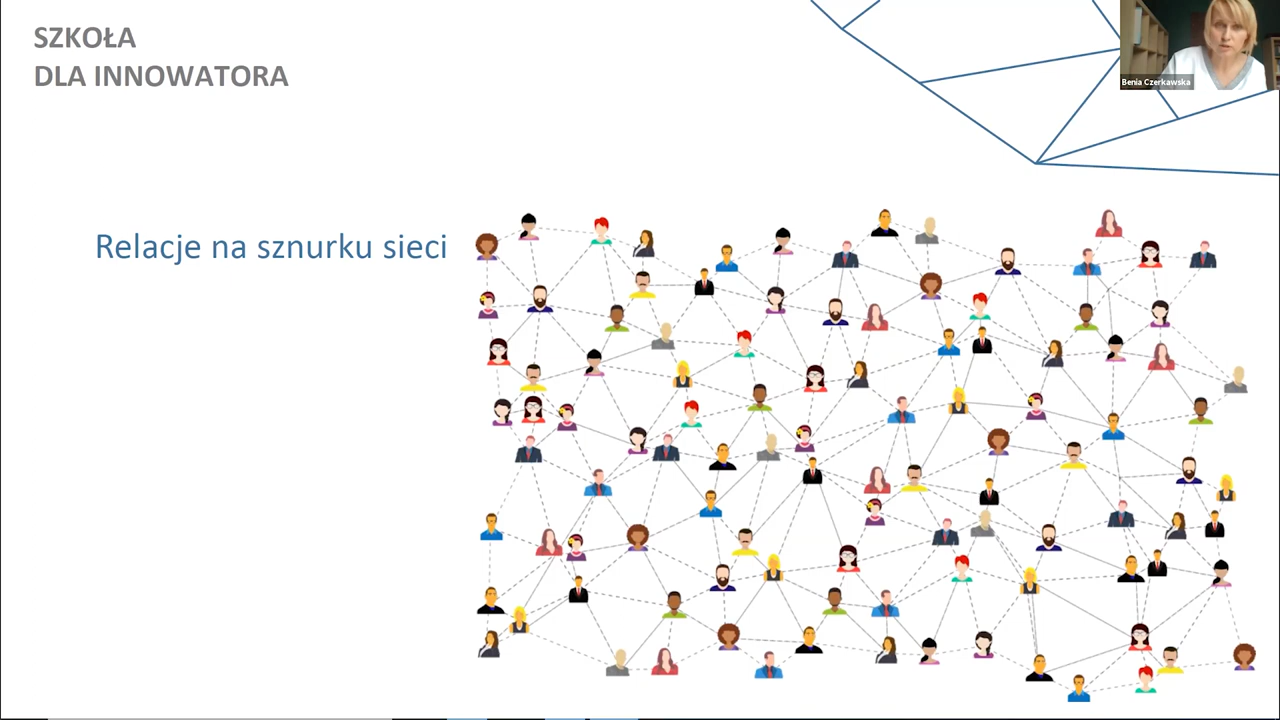 SZKOŁA
DLA INNOWATORA
Benia Czerkawska
Relacje na sznurku sieci